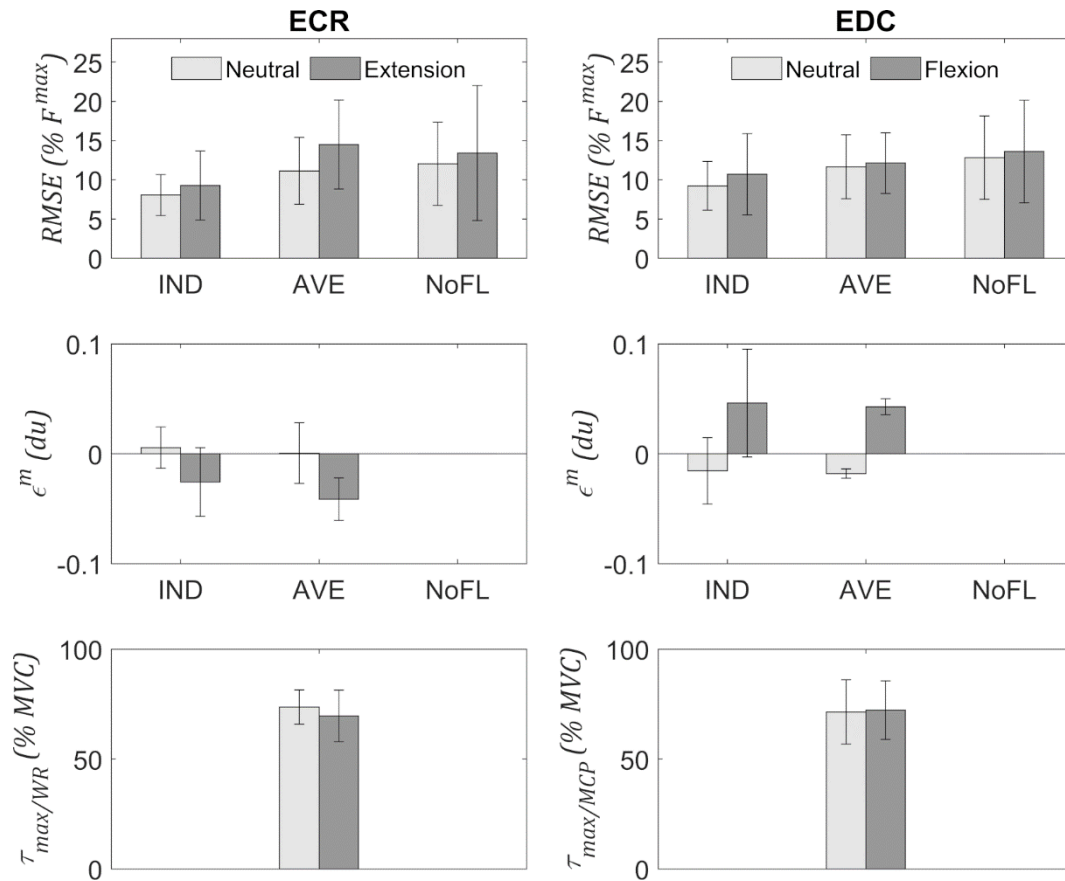 ECR
RMSE (% F^max)
25
20
15
10
5
0
Neutral
Extension
IND
AVE
NoFL
EDC
RMSE (% F^max)
25
20
15
10
5
0
Neutral
Flexion
IND
AVE
NoFL
ϵ^m (du)
0.1
0
-0.1
IND
AVE
NoFL
ϵ^m (du)
0.1
0
-0.1
IND
AVE
NoFL
τ_max/WR (% MVC)
100
50
0
τ_max/MCP (% MVC)
100
50
0